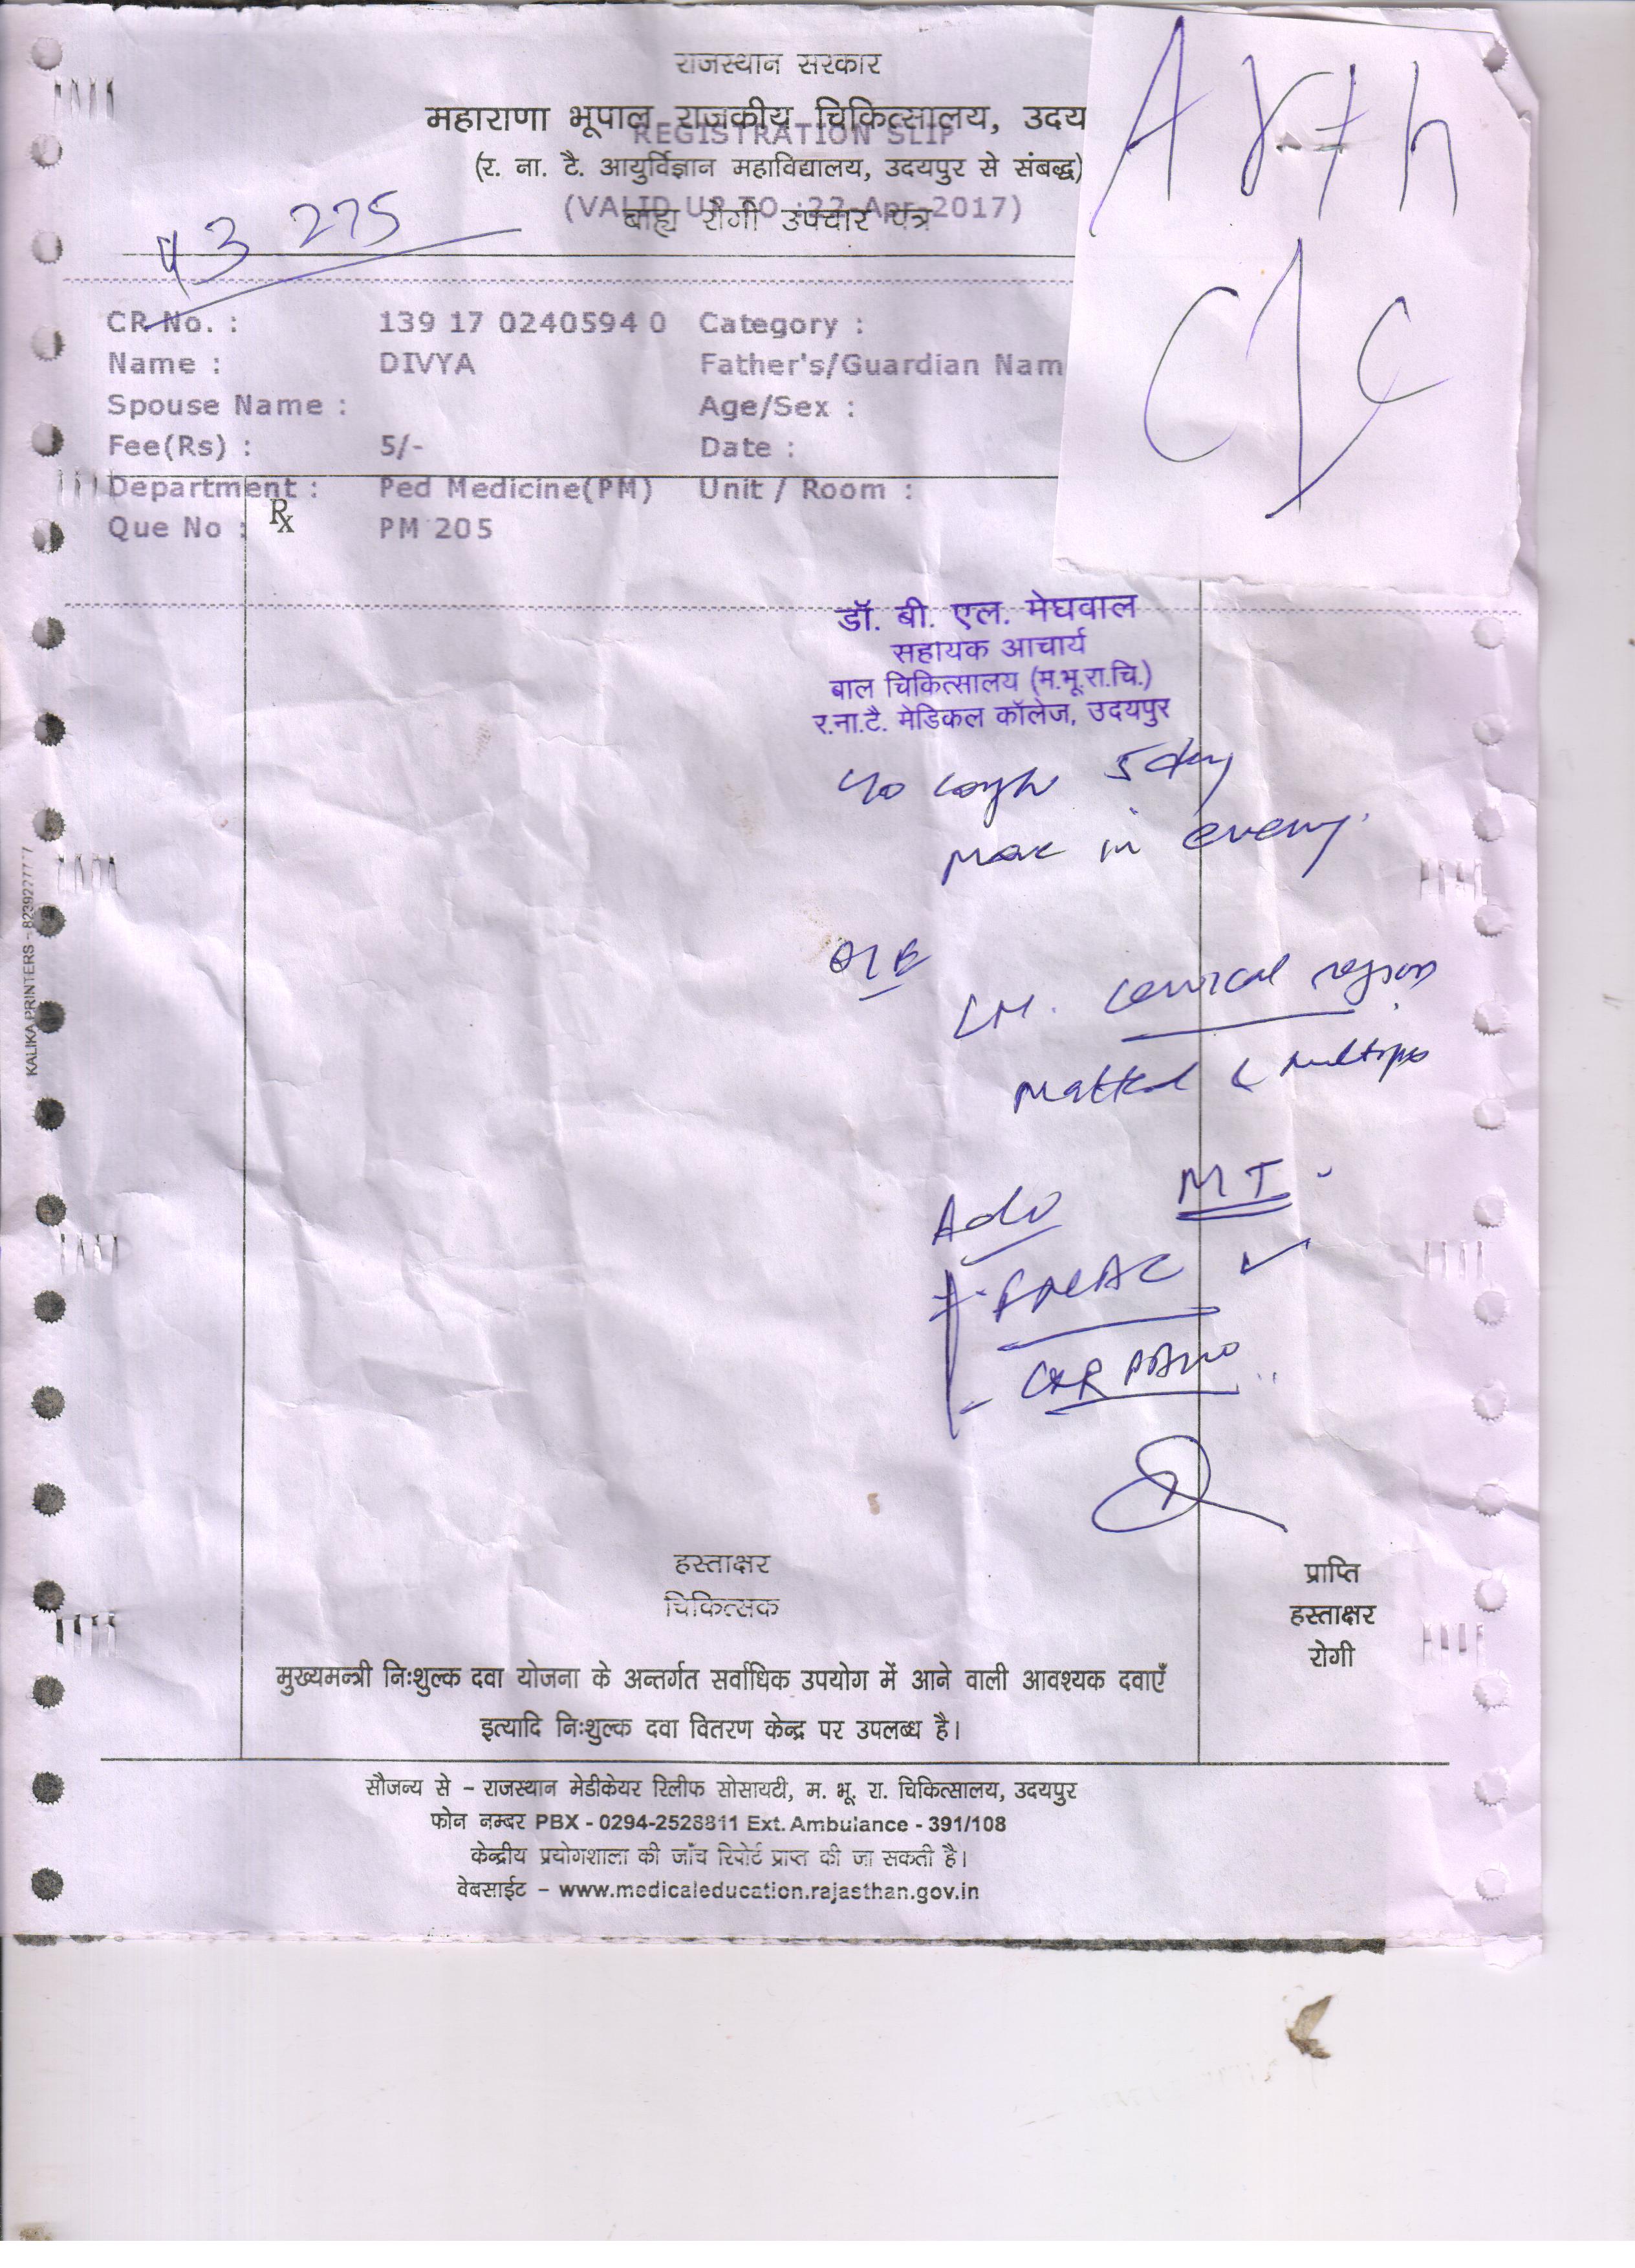 राजस्थान सरकार
महाराणा भूपाल राजकीय चिकित्सालय, उदय
REGISTRATION SLIP
(र. ना. टै. आयुर्विज्ञान महाविद्यालय, उदयपुर से संबद्ध)
(VALID UP TO :22-Apr-2017)
बाह्य रोगी उपचार पत्र
43 275
CR No. : 139 17 0240594 0 Category :
Name : DIVYA Father's/Guardian Nam
Spouse Name : Age/Sex :
Fee(Rs) : 5/- Date :
Department : Ped Medicine(PM) Unit / Room :
Que No : PM 205
Rx
डॉ. बी. एल. मेघवाल
सहायक आचार्य
बाल चिकित्सालय (म.भू.रा.चि.)
र.ना.टै. मेडिकल कॉलेज, उदयपुर
cough 5 day
more in
O/E
cervical region
Matted
Adv MT
FNAC
CXR
हस्ताक्षर
चिकित्सक
प्राप्ति
हस्ताक्षर
रोगी
मुख्यमन्त्री निःशुल्क दवा योजना के अन्तर्गत सर्वाधिक उपयोग में आने वाली आवश्यक दवाएँ
इत्यादि निःशुल्क दवा वितरण केन्द्र पर उपलब्ध है।
सौजन्य से – राजस्थान मेडीकेयर रिलीफ सोसायटी, म. भू. रा. चिकित्सालय, उदयपुर
फोन नम्बर PBX - 0294-2528811 Ext. Ambulance - 391/108
केन्द्रीय प्रयोगशाला की जाँच रिपोर्ट प्राप्त की जा सकती है।
वेबसाईट – www.medicaleducation.rajasthan.gov.in
KALIKA PRINTERS -